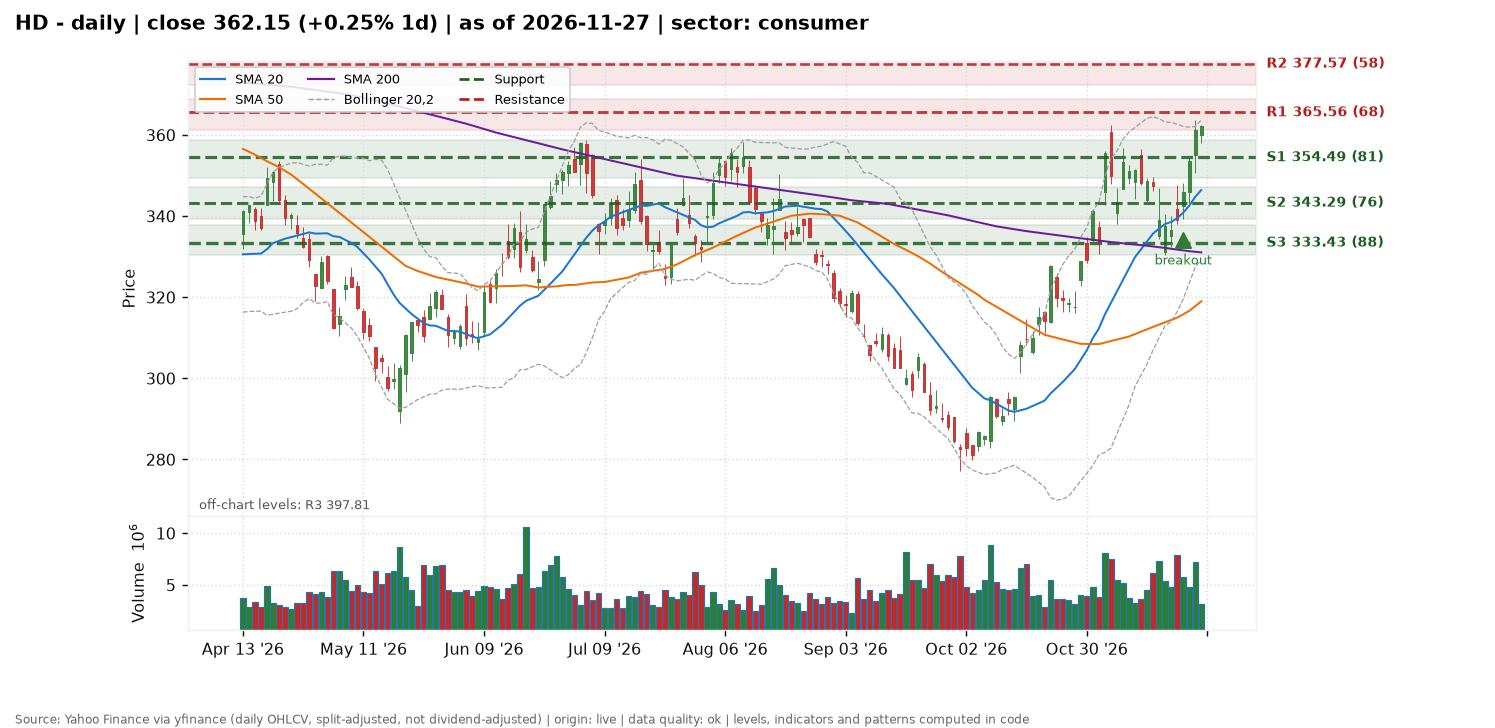 HD - daily | close 362.15 (+0.25% 1d) | as of 2026-11-27 | sector: consumer
SMA 20
SMA 50
SMA 200
Bollinger 20,2
Support
Resistance
R2 377.57 (58)
R1 365.56 (68)
S1 354.49 (81)
S2 343.29 (76)
S3 333.43 (88)
breakout
Price
360
340
320
300
280
off-chart levels: R3 397.81
Volume 10⁶
10
5
Apr 13 '26
May 11 '26
Jun 09 '26
Jul 09 '26
Aug 06 '26
Sep 03 '26
Oct 02 '26
Oct 30 '26
Source: Yahoo Finance via yfinance (daily OHLCV, split-adjusted, not dividend-adjusted) | origin: live | data quality: ok | levels, indicators and patterns computed in code